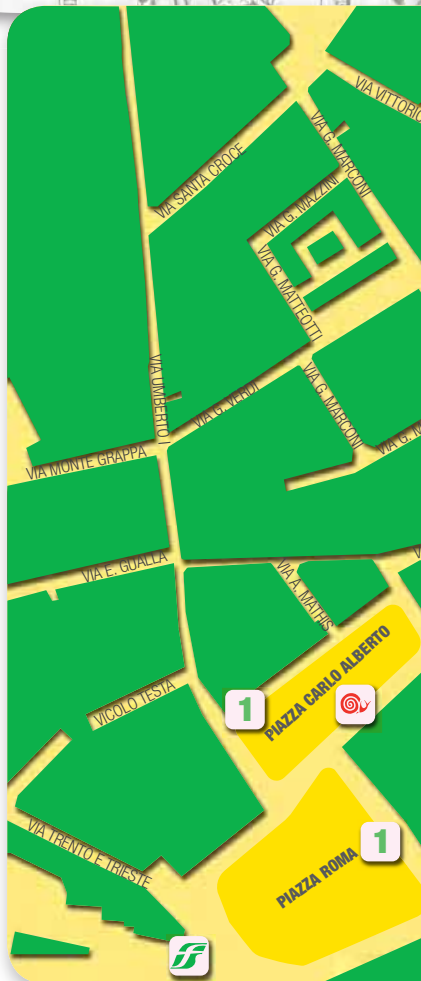 VIA VITTORIO
VIA G. MARCONI
VIA SANTA CROCE
VIA G. MAZZINI
VIA G. MATTEOTTI
VIA UMBERTO I
VIA G. VERDI
VIA G. MARCONI
VIA G.
VIA MONTE GRAPPA
VIA E. GUALLA
VIA A. MATHIS
PIAZZA CARLO ALBERTO
VICOLO TESTA
1
1
PIAZZA ROMA
VIA TRENTO E TRIESTE